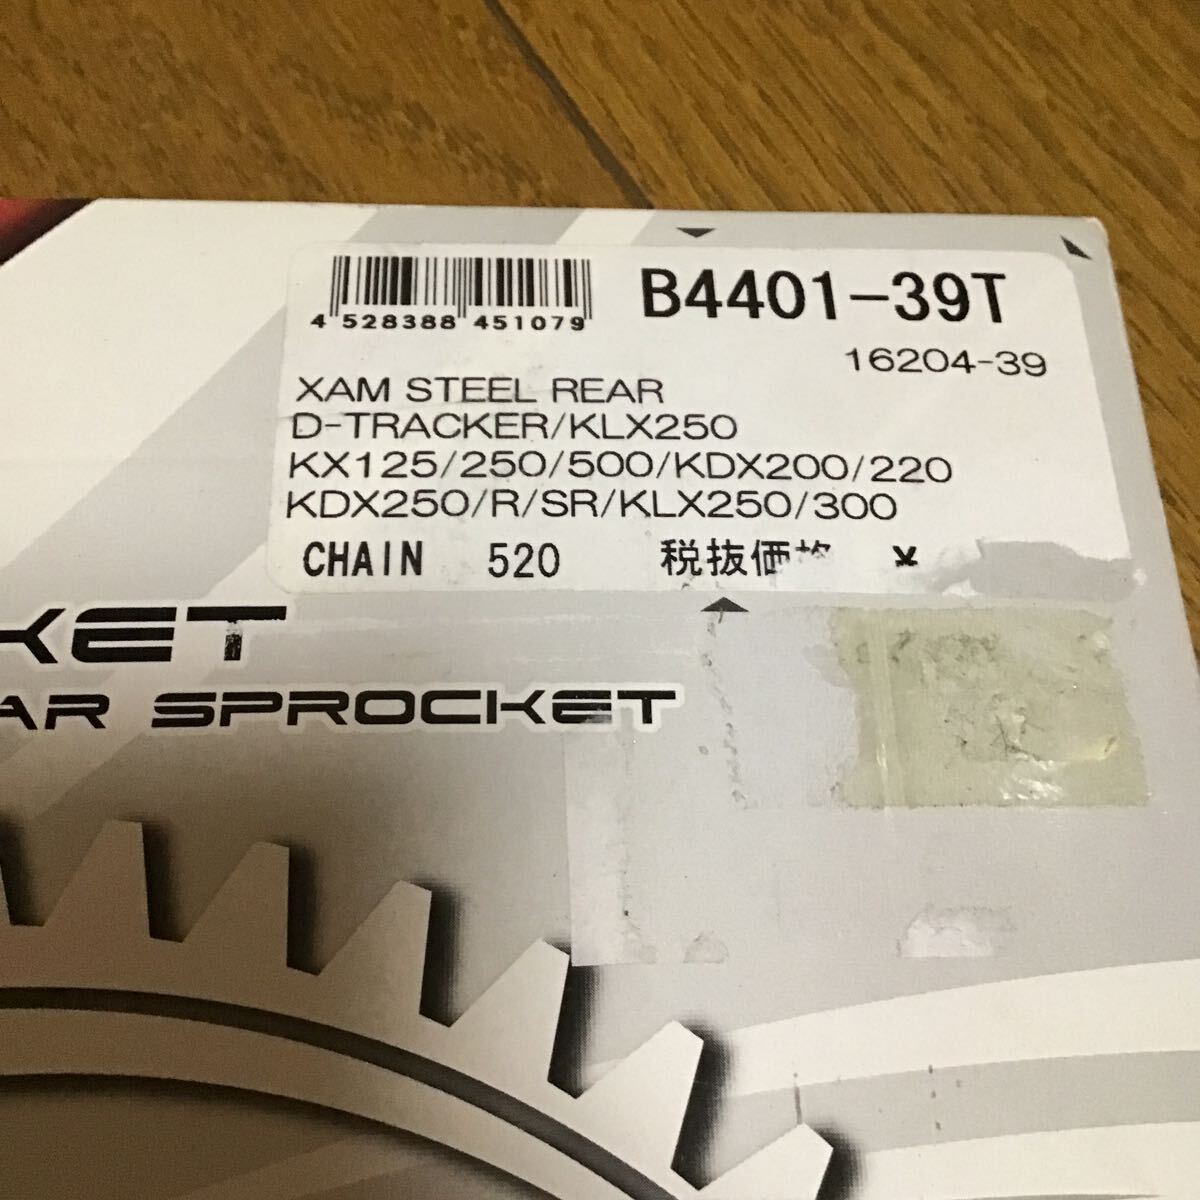 4 528388 451079
B4401-39T
16204-39
XAM STEEL REAR
D-TRACKER/KLX250
KX125/250/500/KDX200/220
KDX250/R/SR/KLX250/300
CHAIN 520 税抜価格 ¥
KET
AR SPROCKET